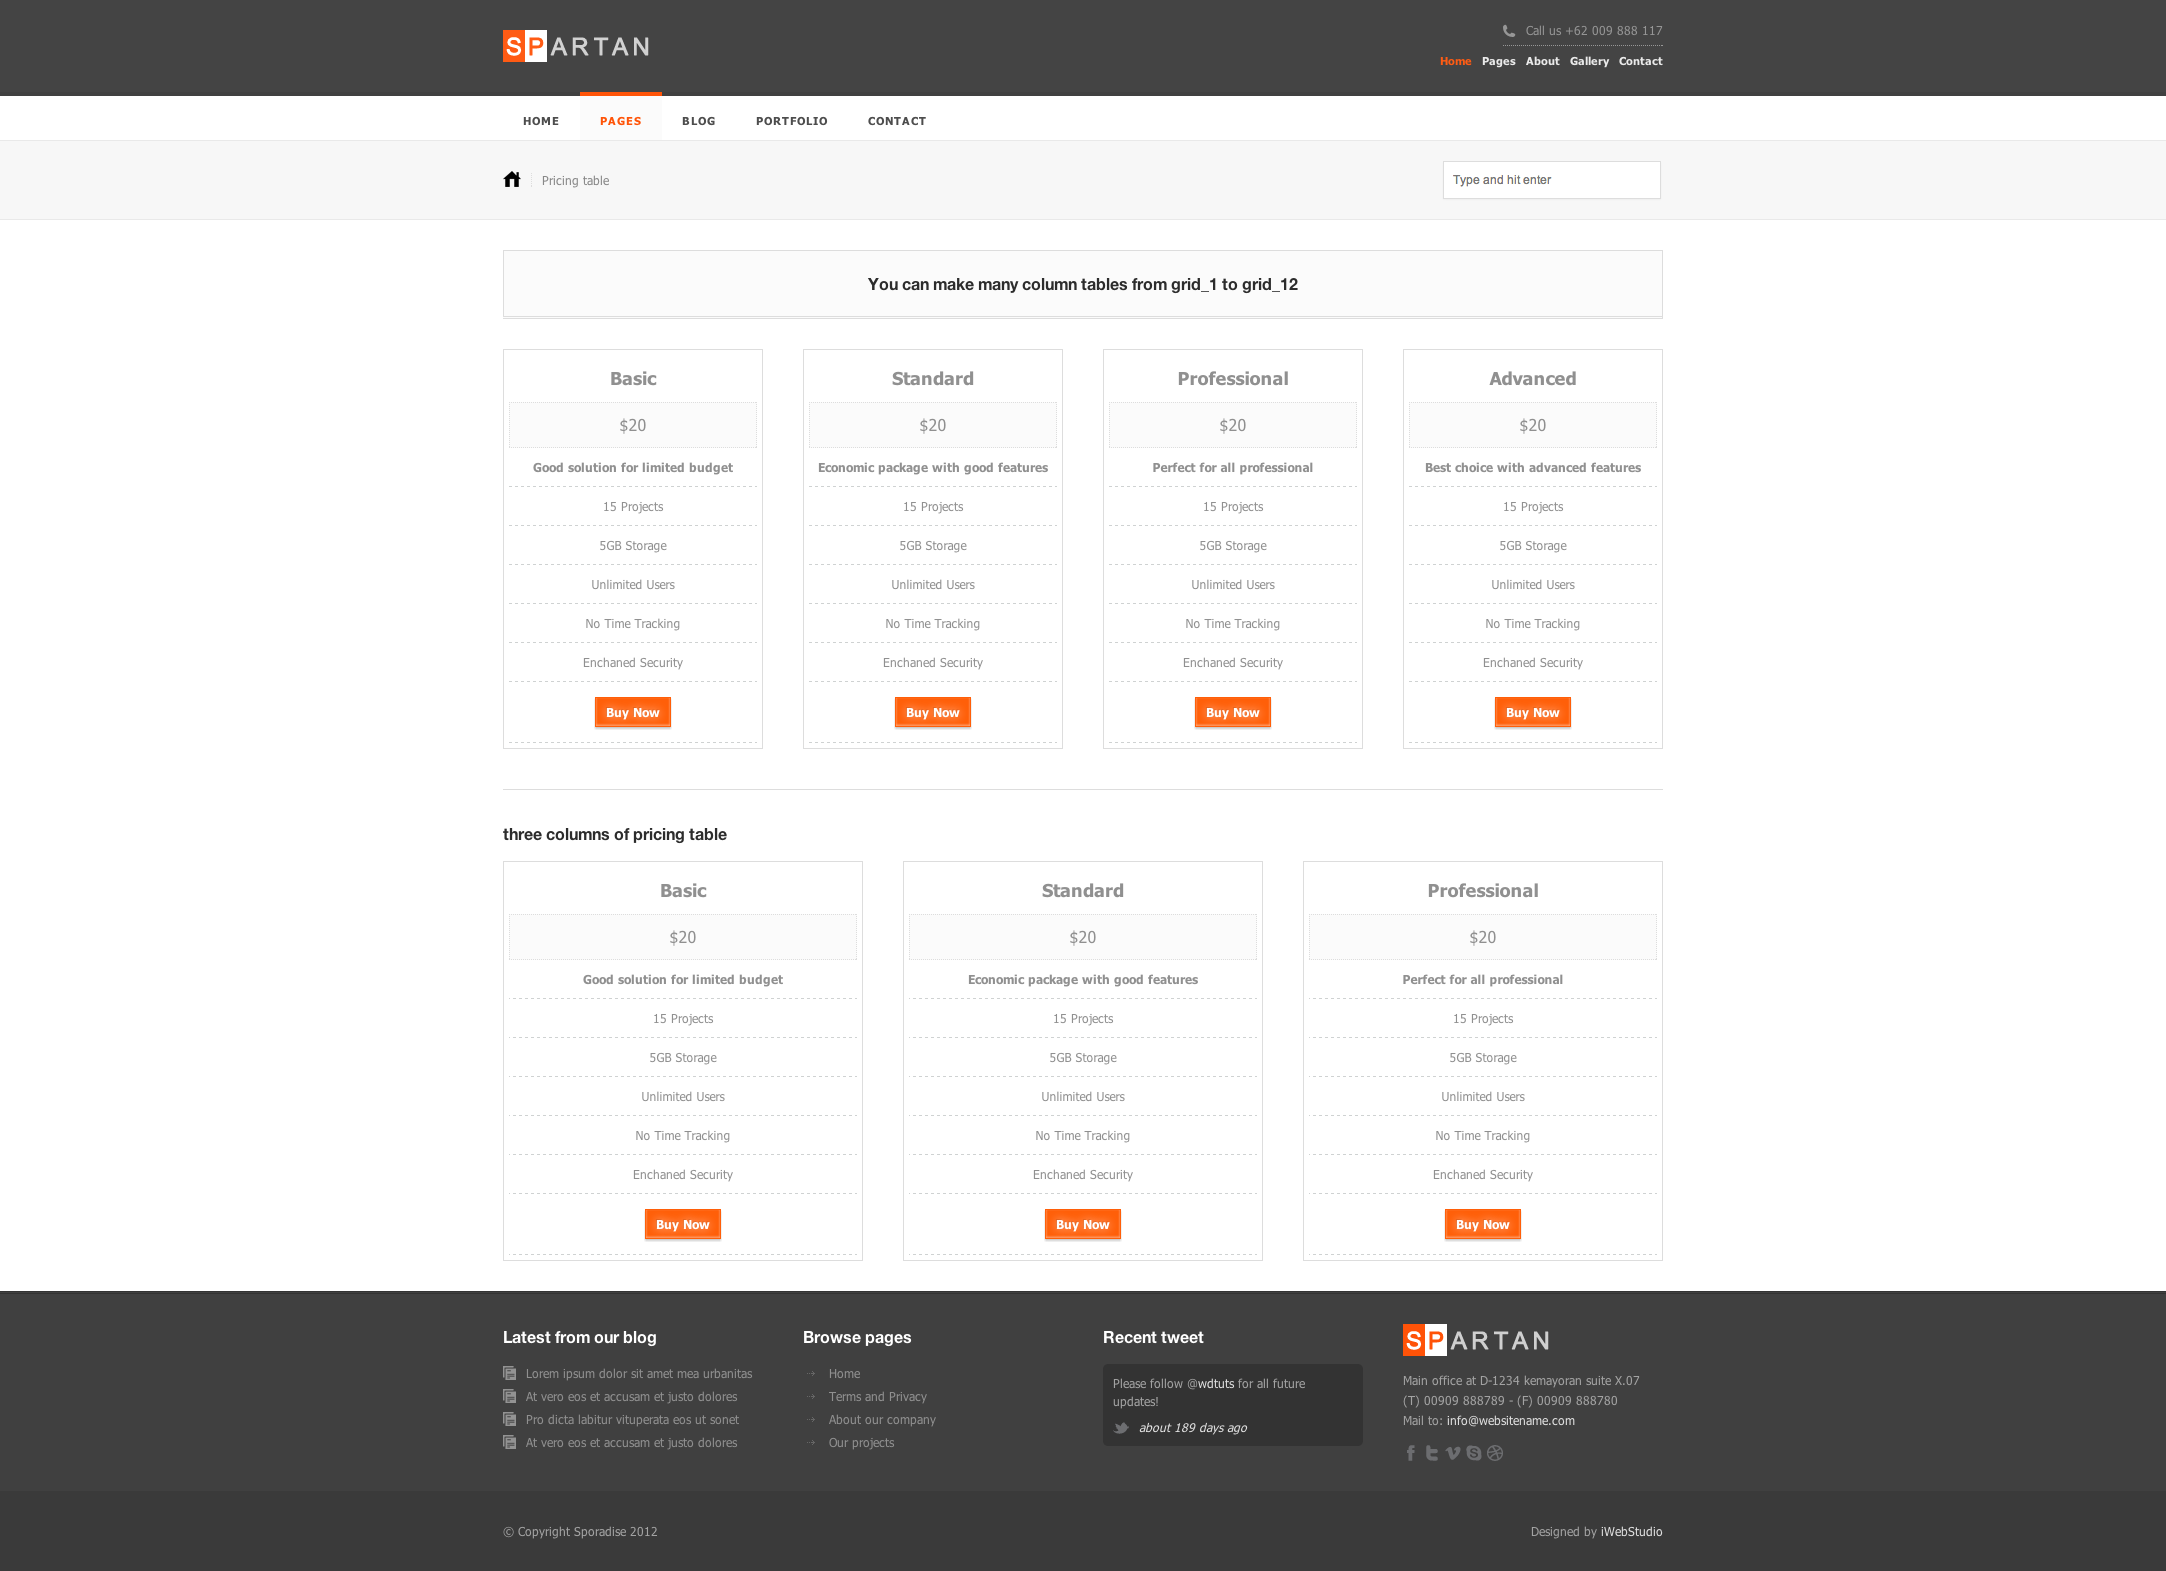 SPARTAN
Call us +62 009 888 117
Home Pages About Gallery Contact
HOME PAGES BLOG PORTFOLIO CONTACT
Pricing table
Type and hit enter
You can make many column tables from grid_1 to grid_12
Basic Standard Professional Advanced
$20 $20 $20 $20
Good solution for limited budget Economic package with good features Perfect for all professional Best choice with advanced features
15 Projects 15 Projects 15 Projects 15 Projects
5GB Storage 5GB Storage 5GB Storage 5GB Storage
Unlimited Users Unlimited Users Unlimited Users Unlimited Users
No Time Tracking No Time Tracking No Time Tracking No Time Tracking
Enchaned Security Enchaned Security Enchaned Security Enchaned Security
Buy Now Buy Now Buy Now Buy Now
three columns of pricing table
Basic Standard Professional
$20 $20 $20
Good solution for limited budget Economic package with good features Perfect for all professional
15 Projects 15 Projects 15 Projects
5GB Storage 5GB Storage 5GB Storage
Unlimited Users Unlimited Users Unlimited Users
No Time Tracking No Time Tracking No Time Tracking
Enchaned Security Enchaned Security Enchaned Security
Buy Now Buy Now Buy Now
Latest from our blog
Lorem ipsum dolor sit amet mea urbanitas
At vero eos et accusam et justo dolores
Pro dicta labitur vituperata eos ut sonet
At vero eos et accusam et justo dolores
Browse pages
Home
Terms and Privacy
About our company
Our projects
Recent tweet
Please follow @wdtuts for all future
updates!
about 189 days ago
SPARTAN
Main office at D-1234 kemayoran suite X.07
(T) 00909 888789 - (F) 00909 888780
Mail to: info@websitename.com
© Copyright Sporadise 2012
Designed by iWebStudio